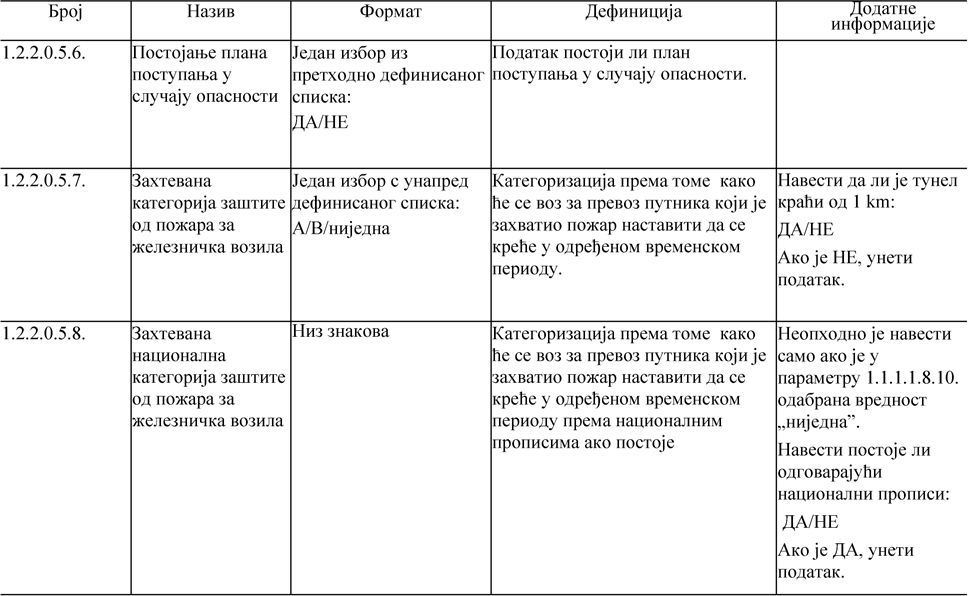 Број
Назив
Формат
Дефиниција
Додатне
информације
1.2.2.0.5.6.
Постојање плана
поступања у
случају опасности
Један избор из
претходно дефинисаног
списка:
ДА/НЕ
Податак постоји ли план
поступања у случају опасности.
1.2.2.0.5.7.
Захтевана
категорија заштите
од пожара за
железничка возила
Један избор с унапред
дефинисаног списка:
А/В/ниједна
Категоризација према томе како
ће се воз за превоз путника који је
захватио пожар наставити да се
креће у одређеном временском
периоду.
Навести да ли је тунел
краћи од 1 km:
ДА/НЕ
Ако је НЕ, унети
податак.
1.2.2.0.5.8.
Захтевана
национална
категорија заштите
од пожара за
железничка возила
Низ знакова
Категоризација према томе како
ће се воз за превоз путника који је
захватио пожар наставити да се
креће у одређеном временском
периоду према националним
прописима ако постоје
Неопходно је навести
само ако је у
параметру 1.1.1.1.8.10.
одабрана вредност
„ниједна”.
Навести постоје ли
одговарајући
национални прописи:
ДА/НЕ
Ако је ДА, унети
податак.